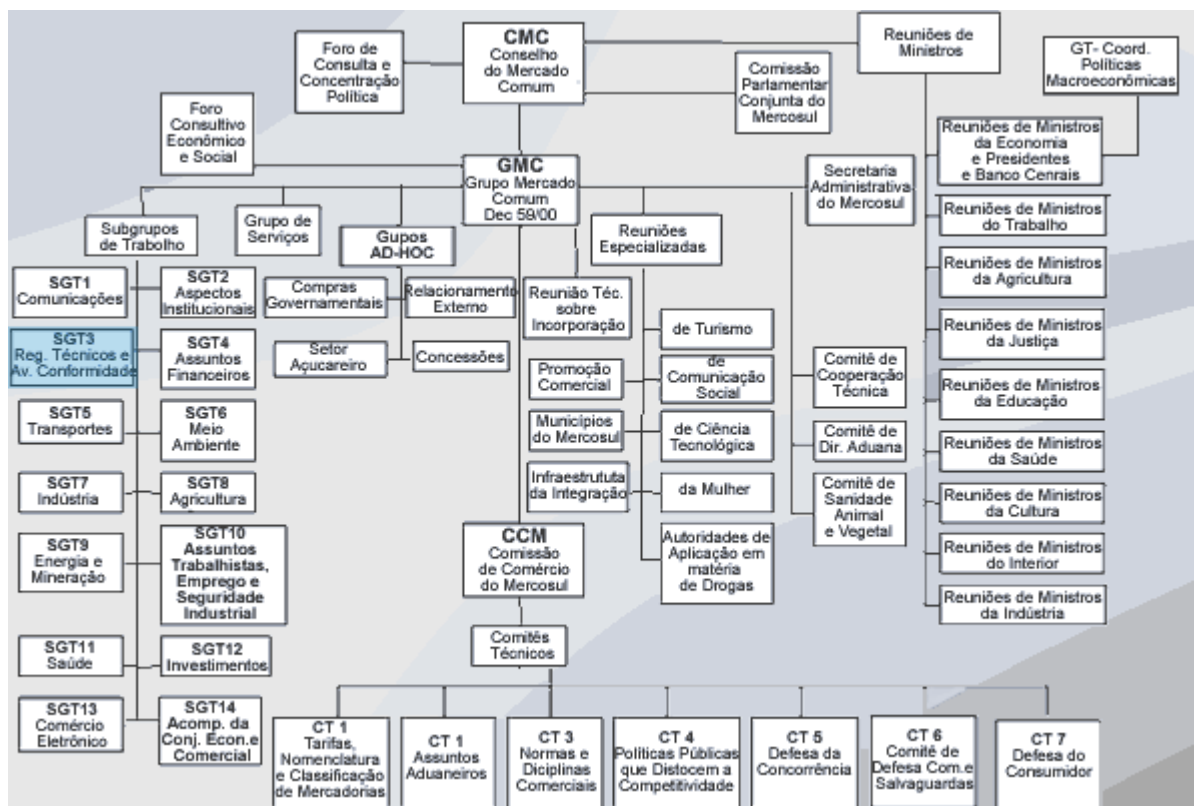 CMC
Conselho
do Mercado
Comum
Foro de
Consulta e
Concentração
Política
Reuniões de
Ministros
GT- Coord.
Políticas
Macroeconômicas
Comissão
Parlamentar
Conjunta do
Mercosul
Foro
Consultivo
Econômico
e Social
Reuniões de Ministros
da Economia
e Presidentes
e Banco Cenrais
GMC
Grupo Mercado
Comum
Dec 59/00
Secretaria
Administrativa
do Mercosul
Subgrupos
de Trabolho
Grupo de
Serviços
Gupos
AD-HOC
Reuniões
Especializadas
Reuniões de Ministros
do Trabalho
SGT1
Comunicações
SGT2
Aspectos
Institucionais
Compras
Governamentais
Relacionamento
Externo
Reunião Téc.
sobre
Incorporação
Reuniões de Ministros
da Agricultura
SGT3
Reg. Técnicos e
Av. Conformidade
SGT4
Assuntos
Financeiros
Setor
Açucareiro
Concessões
de Turismo
Reuniões de Ministros
da Justiça
Promoção
Comercial
de
Comunicação
Social
Comitê de
Cooperação
Técnica
Reuniões de Ministros
da Educação
SGT5
Transportes
SGT6
Meio
Ambiente
Municípios
do Mercosul
de Ciência
Tecnológica
Comitê de
Dir. Aduana
Reuniões de Ministros
da Saúde
SGT7
Indústria
SGT8
Agricultura
Infraestrututa
da Integração
da Mulher
Comitê de
Sanidade
Animal
e Vegetal
Reuniões de Ministros
da Cultura
SGT9
Energia e
Mineração
SGT10
Assuntos
Trabalhistas,
Emprego e
Seguridade
Industrial
CCM
Comissão
de Comércio
do Mercosul
Autoridades de
Aplicação em
matéria
de Drogas
Reuniões de Ministros
do Interior
Reuniões de Ministros
da Indústria
SGT11
Saúde
SGT12
Investimentos
Comitês
Técnicos
SGT13
Comércio
Eletrônico
SGT14
Acomp. da
Conj. Econ.e
Comercial
CT 1
Tarifas,
Nomenclatura
e Classificação
de Mercadorias
CT 1
Assuntos
Aduaneiros
CT 3
Normas e
Diciplinas
Comerciais
CT 4
Políticas Públicas
que Distocem a
Competitividade
CT 5
Defesa da
Concorrência
CT 6
Comitê de
Defesa Com.e
Salvaguardas
CT 7
Defesa do
Consumidor